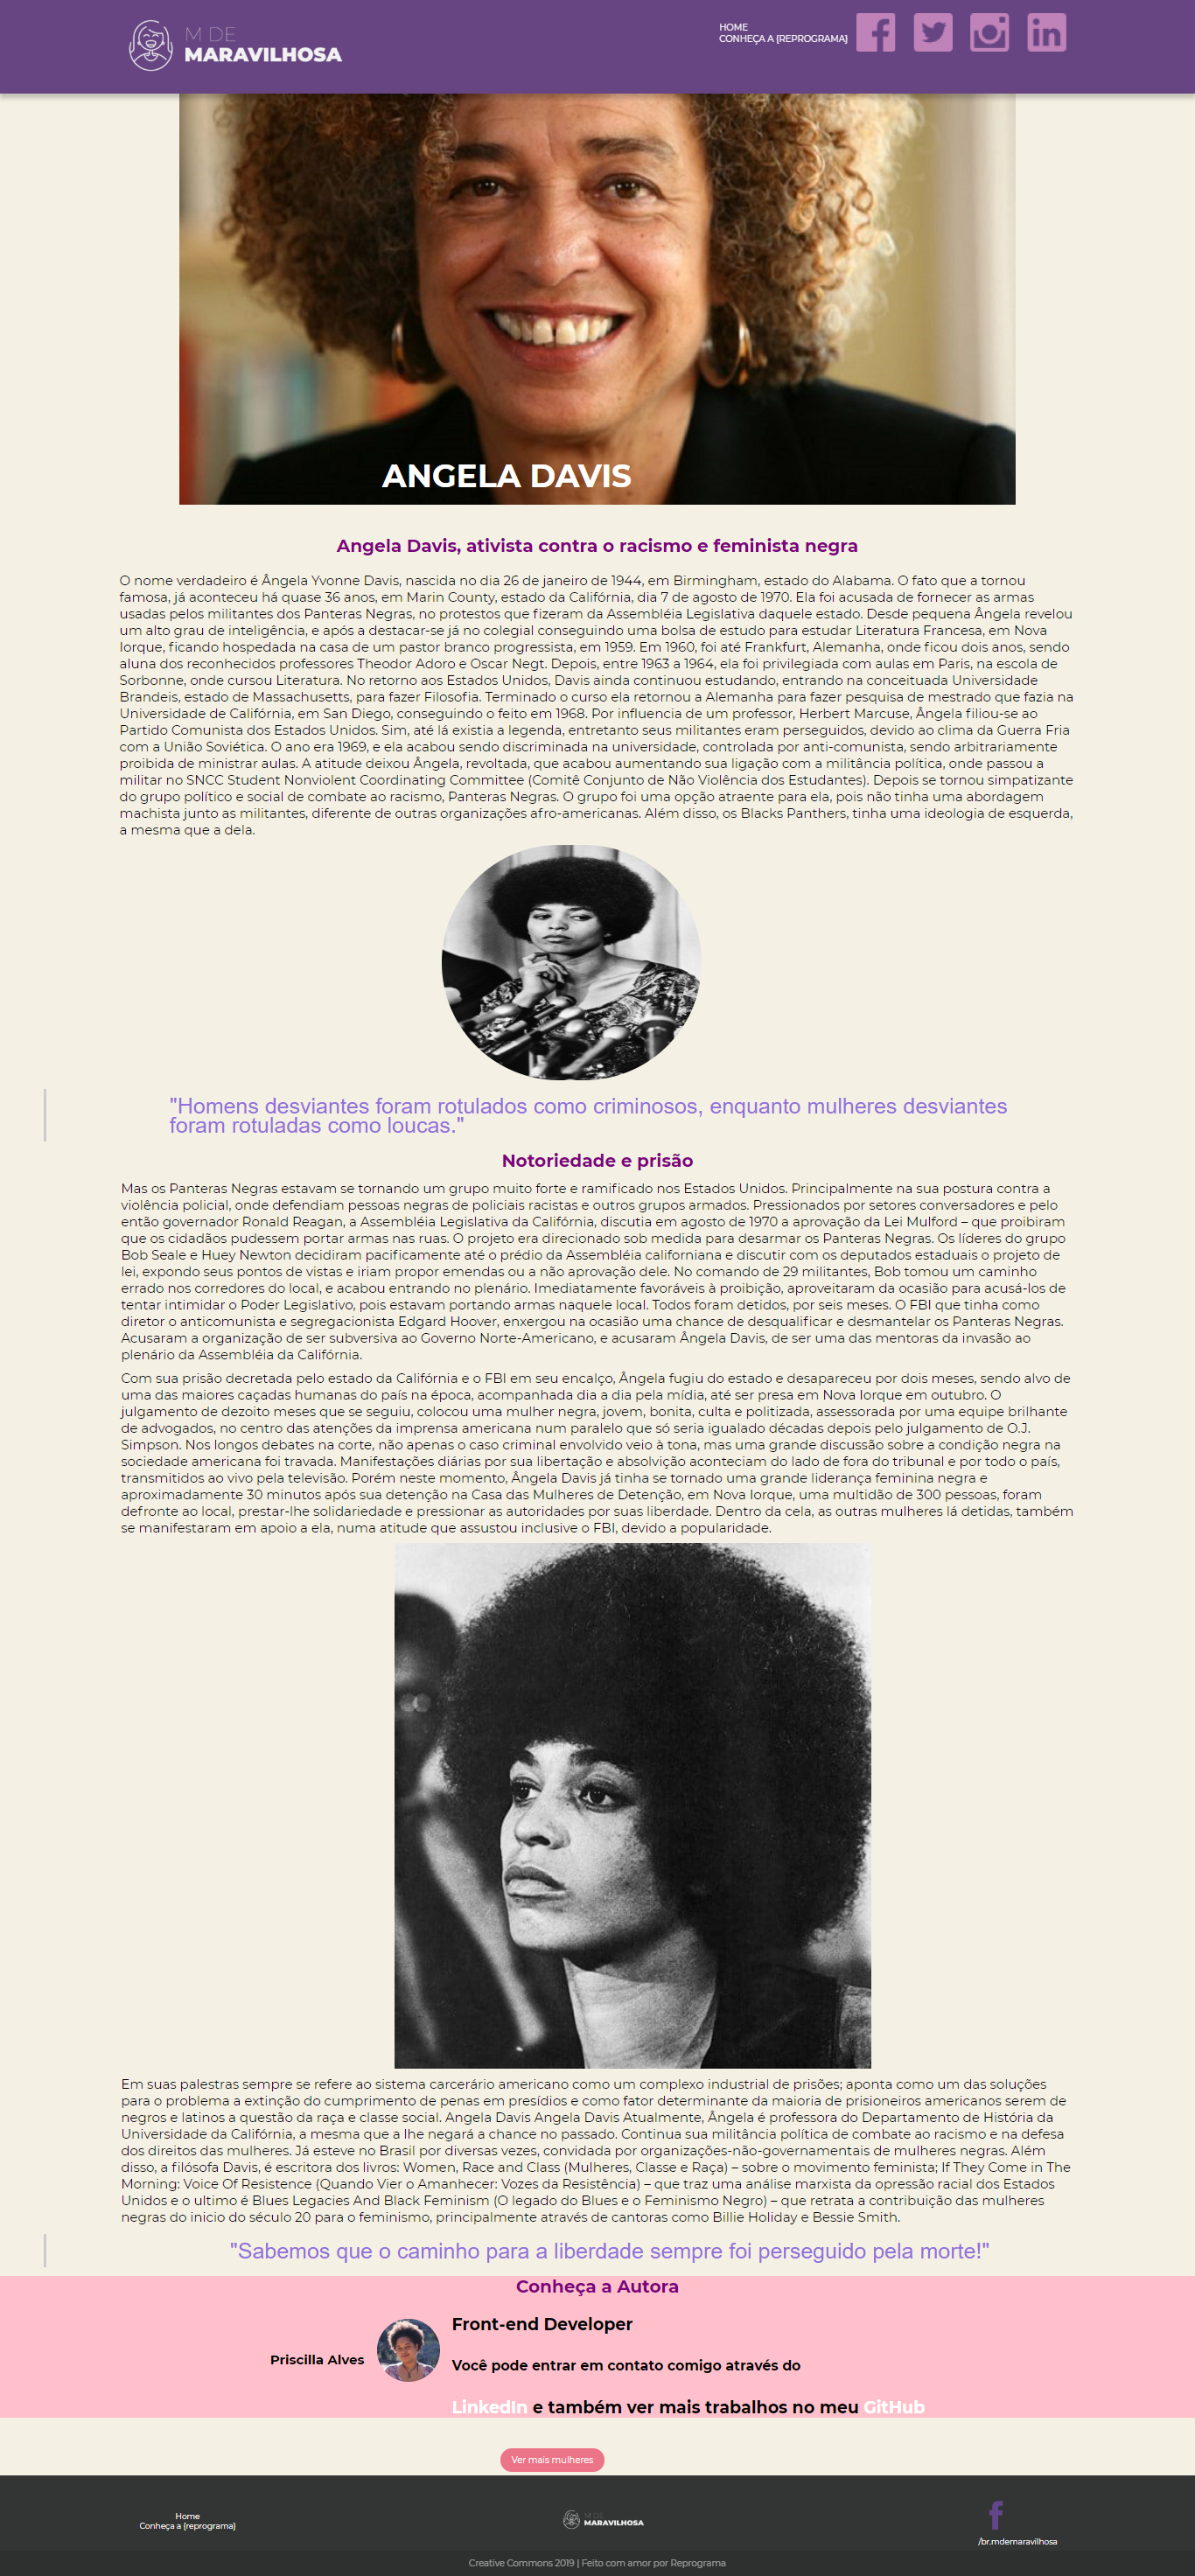 M DE
MARAVILHOSA
HOME
CONHEÇA A {REPROGRAMA}
ANGELA DAVIS
Angela Davis, ativista contra o racismo e feminista negra
O nome verdadeiro é Ângela Yvonne Davis, nascida no dia 26 de janeiro de 1944, em Birmingham, estado do Alabama. O fato que a tornou
famosa, já aconteceu há quase 36 anos, em Marin County, estado da Califórnia, dia 7 de agosto de 1970. Ela foi acusada de fornecer as armas
usadas pelos militantes dos Panteras Negras, no protestos que fizeram da Assembléia Legislativa daquele estado. Desde pequena Ângela revelou
um alto grau de inteligência, e após a destacar-se já no colegial conseguindo uma bolsa de estudo para estudar Literatura Francesa, em Nova
Iorque, ficando hospedada na casa de um pastor branco progressista, em 1959. Em 1960, foi até Frankfurt, Alemanha, onde ficou dois anos, sendo
aluna dos reconhecidos professores Theodor Adoro e Oscar Negt. Depois, entre 1963 a 1964, ela foi privilegiada com aulas em Paris, na escola de
Sorbonne, onde cursou Literatura. No retorno aos Estados Unidos, Davis ainda continuou estudando, entrando na conceituada Universidade
Brandeis, estado de Massachusetts, para fazer Filosofia. Terminado o curso ela retornou a Alemanha para fazer pesquisa de mestrado que fazia na
Universidade de Califórnia, em San Diego, conseguindo o feito em 1968. Por influencia de um professor, Herbert Marcuse, Ângela filiou-se ao
Partido Comunista dos Estados Unidos. Sim, até lá existia a legenda, entretanto seus militantes eram perseguidos, devido ao clima da Guerra Fria
com a União Soviética. O ano era 1969, e ela acabou sendo discriminada na universidade, controlada por anti-comunista, sendo arbitrariamente
proibida de ministrar aulas. A atitude deixou Ângela, revoltada, que acabou aumentando sua ligação com a militância política, onde passou a
militar no SNCC Student Nonviolent Coordinating Committee (Comitê Conjunto de Não Violência dos Estudantes). Depois se tornou simpatizante
do grupo político e social de combate ao racismo, Panteras Negras. O grupo foi uma opção atraente para ela, pois não tinha uma abordagem
machista junto as militantes, diferente de outras organizações afro-americanas. Além disso, os Blacks Panthers, tinha uma ideologia de esquerda,
a mesma que a dela.
"Homens desviantes foram rotulados como criminosos, enquanto mulheres desviantes
foram rotuladas como loucas."
Notoriedade e prisão
Mas os Panteras Negras estavam se tornando um grupo muito forte e ramificado nos Estados Unidos. Principalmente na sua postura contra a
violência policial, onde defendiam pessoas negras de policiais racistas e outros grupos armados. Pressionados por setores conversadores e pelo
então governador Ronald Reagan, a Assembléia Legislativa da Califórnia, discutia em agosto de 1970 a aprovação da Lei Mulford – que proibiram
que os cidadãos pudessem portar armas nas ruas. O projeto era direcionado sob medida para desarmar os Panteras Negras. Os líderes do grupo
Bob Seale e Huey Newton decidiram pacificamente até o prédio da Assembléia californiana e discutir com os deputados estaduais o projeto de
lei, expondo seus pontos de vistas e iriam propor emendas ou a não aprovação dele. No comando de 29 militantes, Bob tomou um caminho
errado nos corredores do local, e acabou entrando no plenário. Imediatamente favoráveis à proibição, aproveitaram da ocasião para acusá-los de
tentar intimidar o Poder Legislativo, pois estavam portando armas naquele local. Todos foram detidos, por seis meses. O FBI que tinha como
diretor o anticomunista e segregacionista Edgard Hoover, enxergou na ocasião uma chance de desqualificar e desmantelar os Panteras Negras.
Acusaram a organização de ser subversiva ao Governo Norte-Americano, e acusaram Ângela Davis, de ser uma das mentoras da invasão ao
plenário da Assembléia da Califórnia.
Com sua prisão decretada pelo estado da Califórnia e o FBI em seu encalço, Ângela fugiu do estado e desapareceu por dois meses, sendo alvo de
uma das maiores caçadas humanas do país na época, acompanhada dia a dia pela mídia, até ser presa em Nova Iorque em outubro. O
julgamento de dezoito meses que se seguiu, colocou uma mulher negra, jovem, bonita, culta e politizada, assessorada por uma equipe brilhante
de advogados, no centro das atenções da imprensa americana num paralelo que só seria igualado décadas depois pelo julgamento de O.J.
Simpson. Nos longos debates na corte, não apenas o caso criminal envolvido veio à tona, mas uma grande discussão sobre a condição negra na
sociedade americana foi travada. Manifestações diárias por sua libertação e absolvição aconteciam do lado de fora do tribunal e por todo o país,
transmitidos ao vivo pela televisão. Porém neste momento, Ângela Davis já tinha se tornado uma grande liderança feminina negra e
aproximadamente 30 minutos após sua detenção na Casa das Mulheres de Detenção, em Nova Iorque, uma multidão de 300 pessoas, foram
defronte ao local, prestar-lhe solidariedade e pressionar as autoridades por suas liberdade. Dentro da cela, as outras mulheres lá detidas, também
se manifestaram em apoio a ela, numa atitude que assustou inclusive o FBI, devido a popularidade.
Em suas palestras sempre se refere ao sistema carcerário americano como um complexo industrial de prisões; aponta como um das soluções
para o problema a extinção do cumprimento de penas em presídios e como fator determinante da maioria de prisioneiros americanos serem de
negros e latinos a questão da raça e classe social. Angela Davis Angela Davis Atualmente, Ângela é professora do Departamento de História da
Universidade da Califórnia, a mesma que a lhe negará a chance no passado. Continua sua militância política de combate ao racismo e na defesa
dos direitos das mulheres. Já esteve no Brasil por diversas vezes, convidada por organizações-não-governamentais de mulheres negras. Além
disso, a filósofa Davis, é escritora dos livros: Women, Race and Class (Mulheres, Classe e Raça) – sobre o movimento feminista; If They Come in The
Morning: Voice Of Resistence (Quando Vier o Amanhecer: Vozes da Resistência) – que traz uma análise marxista da opressão racial dos Estados
Unidos e o ultimo é Blues Legacies And Black Feminism (O legado do Blues e o Feminismo Negro) – que retrata a contribuição das mulheres
negras do inicio do século 20 para o feminismo, principalmente através de cantoras como Billie Holiday e Bessie Smith.
"Sabemos que o caminho para a liberdade sempre foi perseguido pela morte!"
Conheça a Autora
Priscilla Alves
Front-end Developer
Você pode entrar em contato comigo através do
LinkedIn e também ver mais trabalhos no meu GitHub
Ver mais mulheres
Home
Conheça a {reprograma}
M DE
MARAVILHOSA
/br.mdemaravilhosa
Creative Commons 2019 | Feito com amor por Reprograma